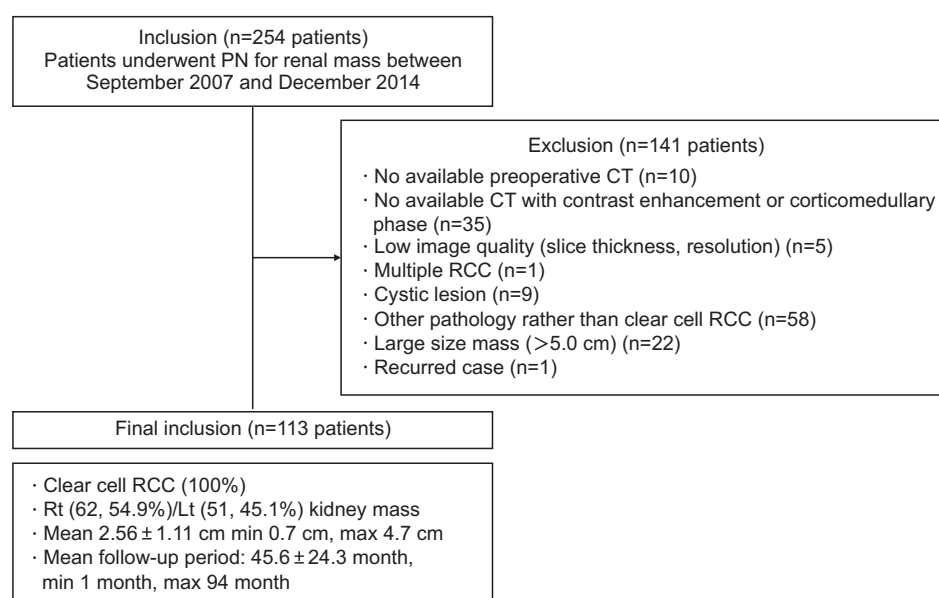 Inclusion (n=254 patients)
Patients underwent PN for renal mass between
September 2007 and December 2014
Exclusion (n=141 patients)
· No available preoperative CT (n=10)
· No available CT with contrast enhancement or corticomedullary
phase (n=35)
· Low image quality (slice thickness, resolution) (n=5)
· Multiple RCC (n=1)
· Cystic lesion (n=9)
· Other pathology rather than clear cell RCC (n=58)
· Large size mass (>5.0 cm) (n=22)
· Recurred case (n=1)
Final inclusion (n=113 patients)
· Clear cell RCC (100%)
· Rt (62, 54.9%)/Lt (51, 45.1%) kidney mass
· Mean 2.56±1.11 cm min 0.7 cm, max 4.7 cm
· Mean follow-up period: 45.6±24.3 month,
min 1 month, max 94 month